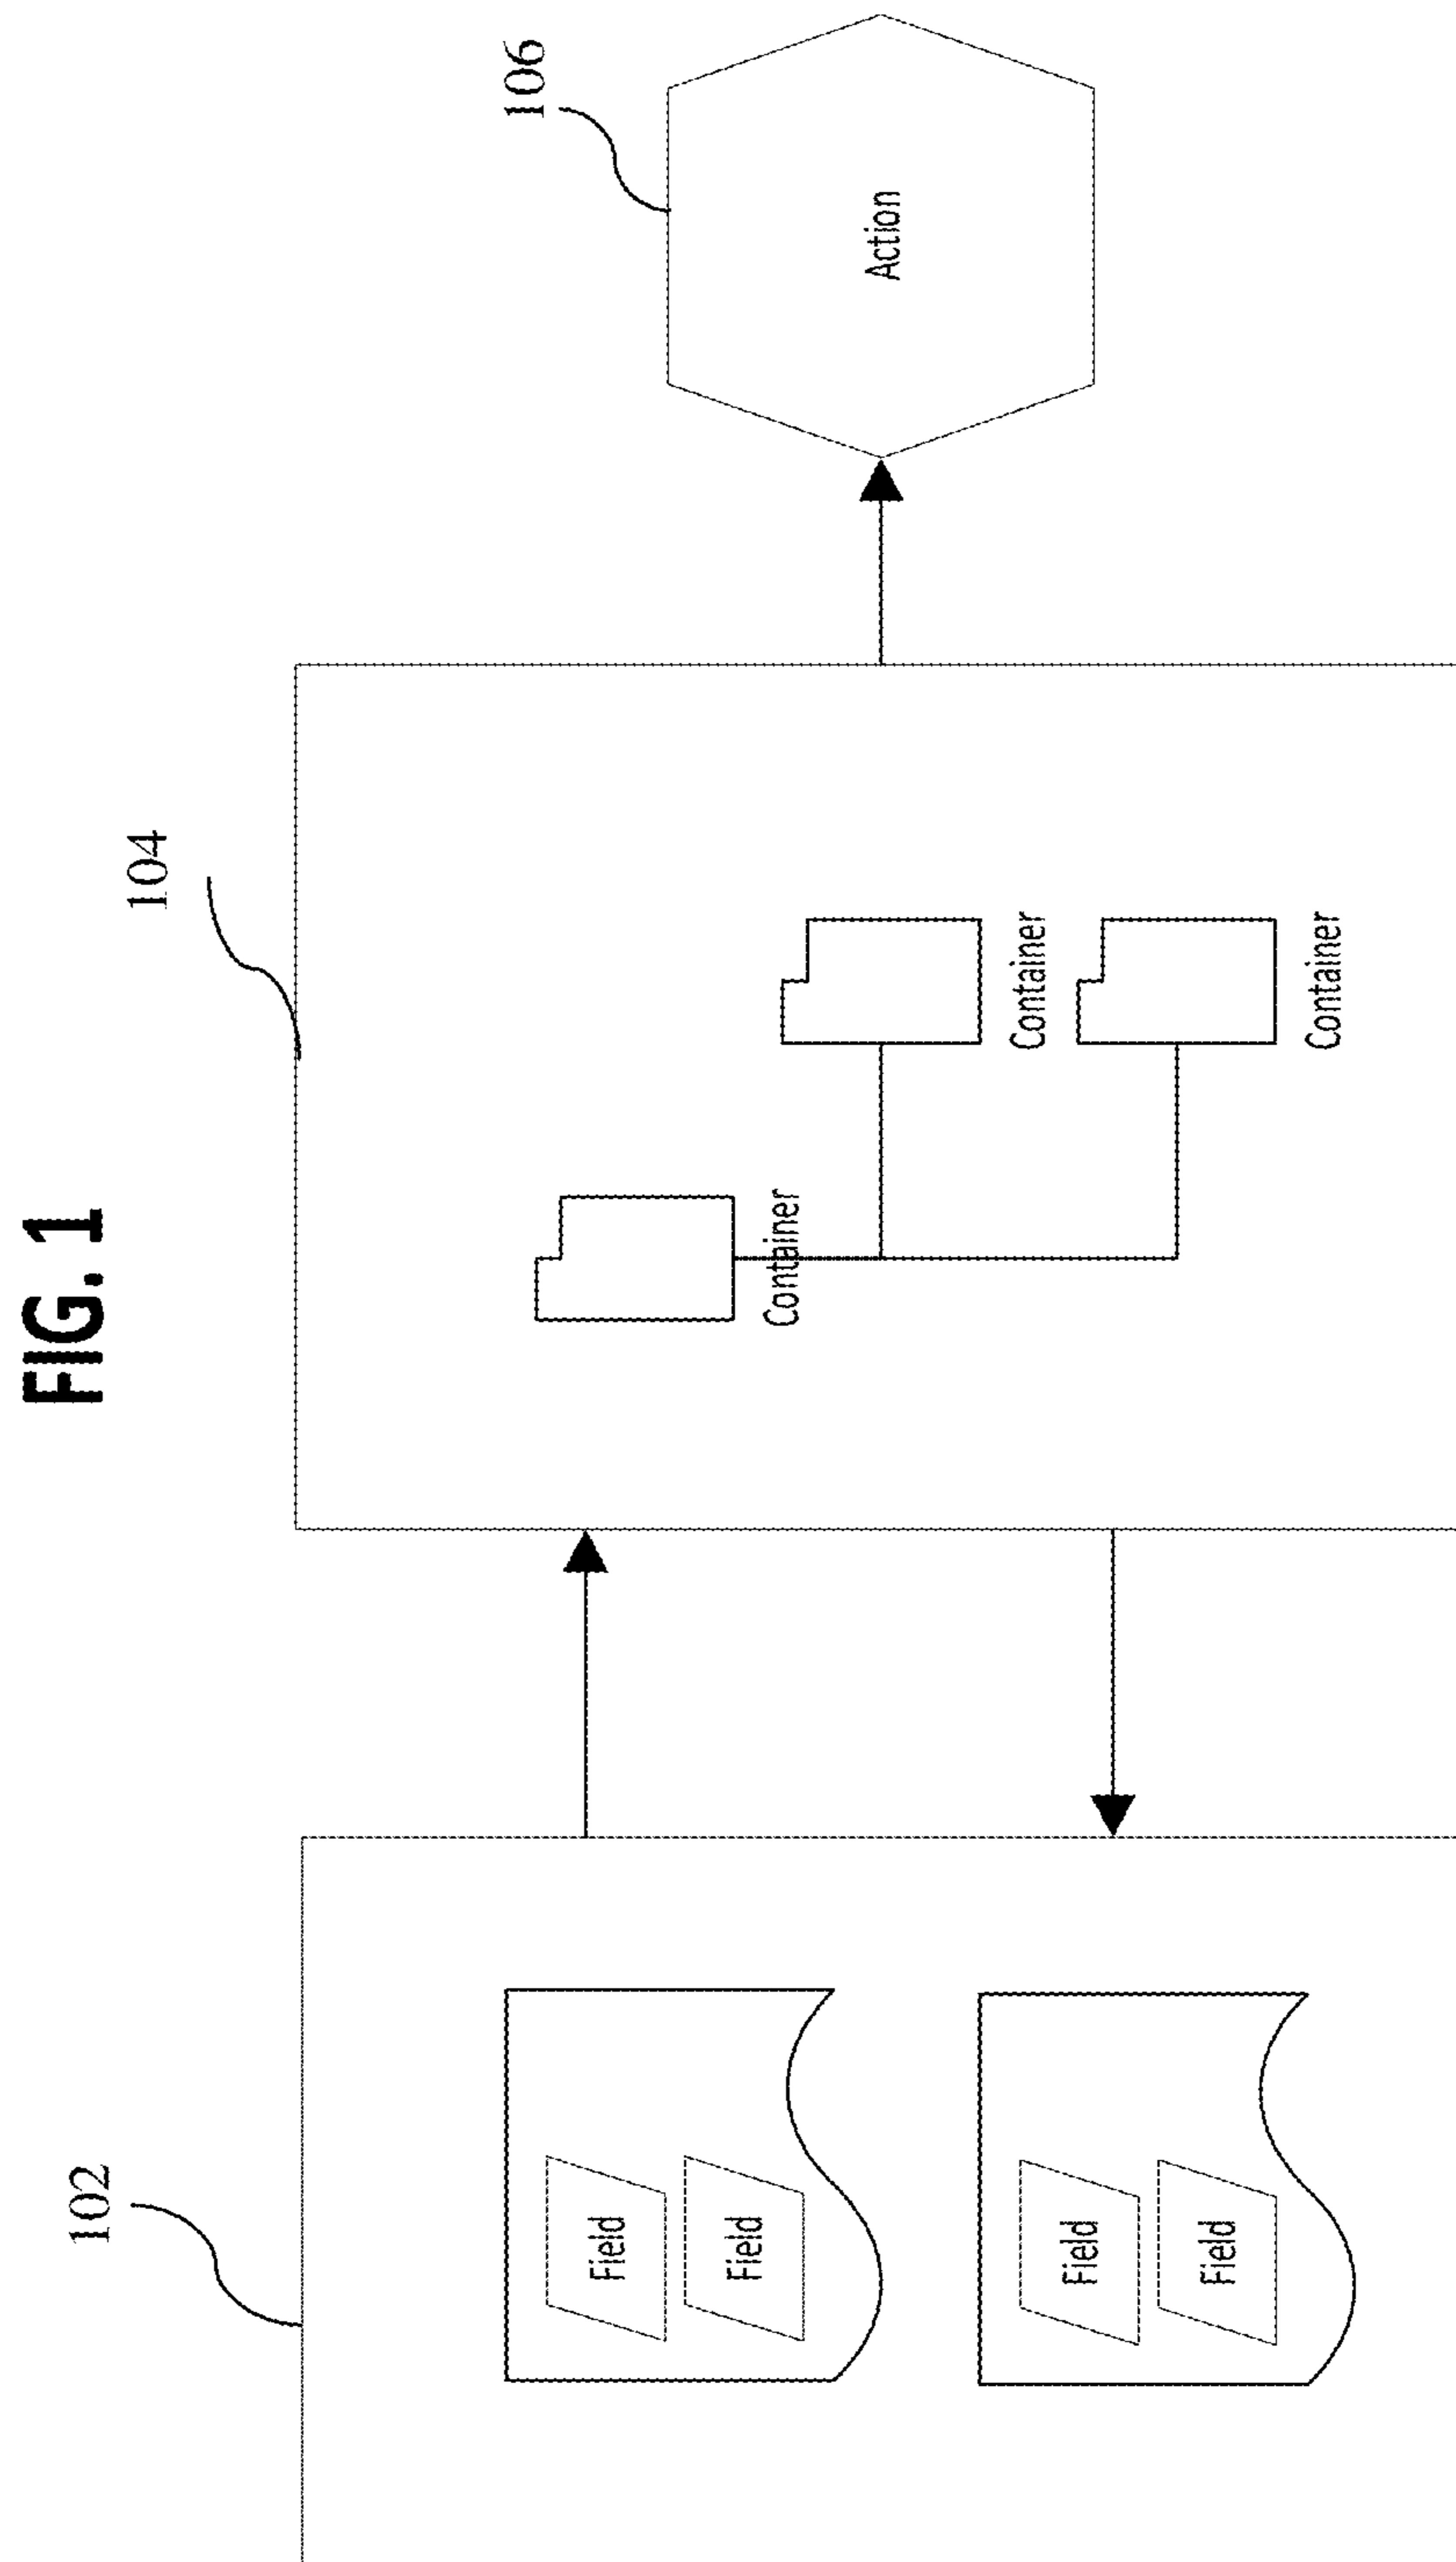 FIG. 1
102
104
106
Field
Field
Field
Field
Container
Container
Container
Action